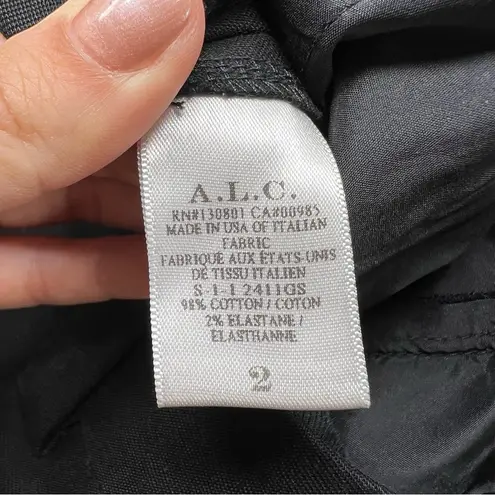 A.L.C.
RN#130801 CA#00985
MADE IN USA OF ITALIAN
FABRIC
FABRIQUÉ AUX ÉTATS-UNIS
DE TISSU ITALIEN
S-1-1 2411GS
98% COTTON / COTON
2% ELASTANE /
ELASTHANNE
2